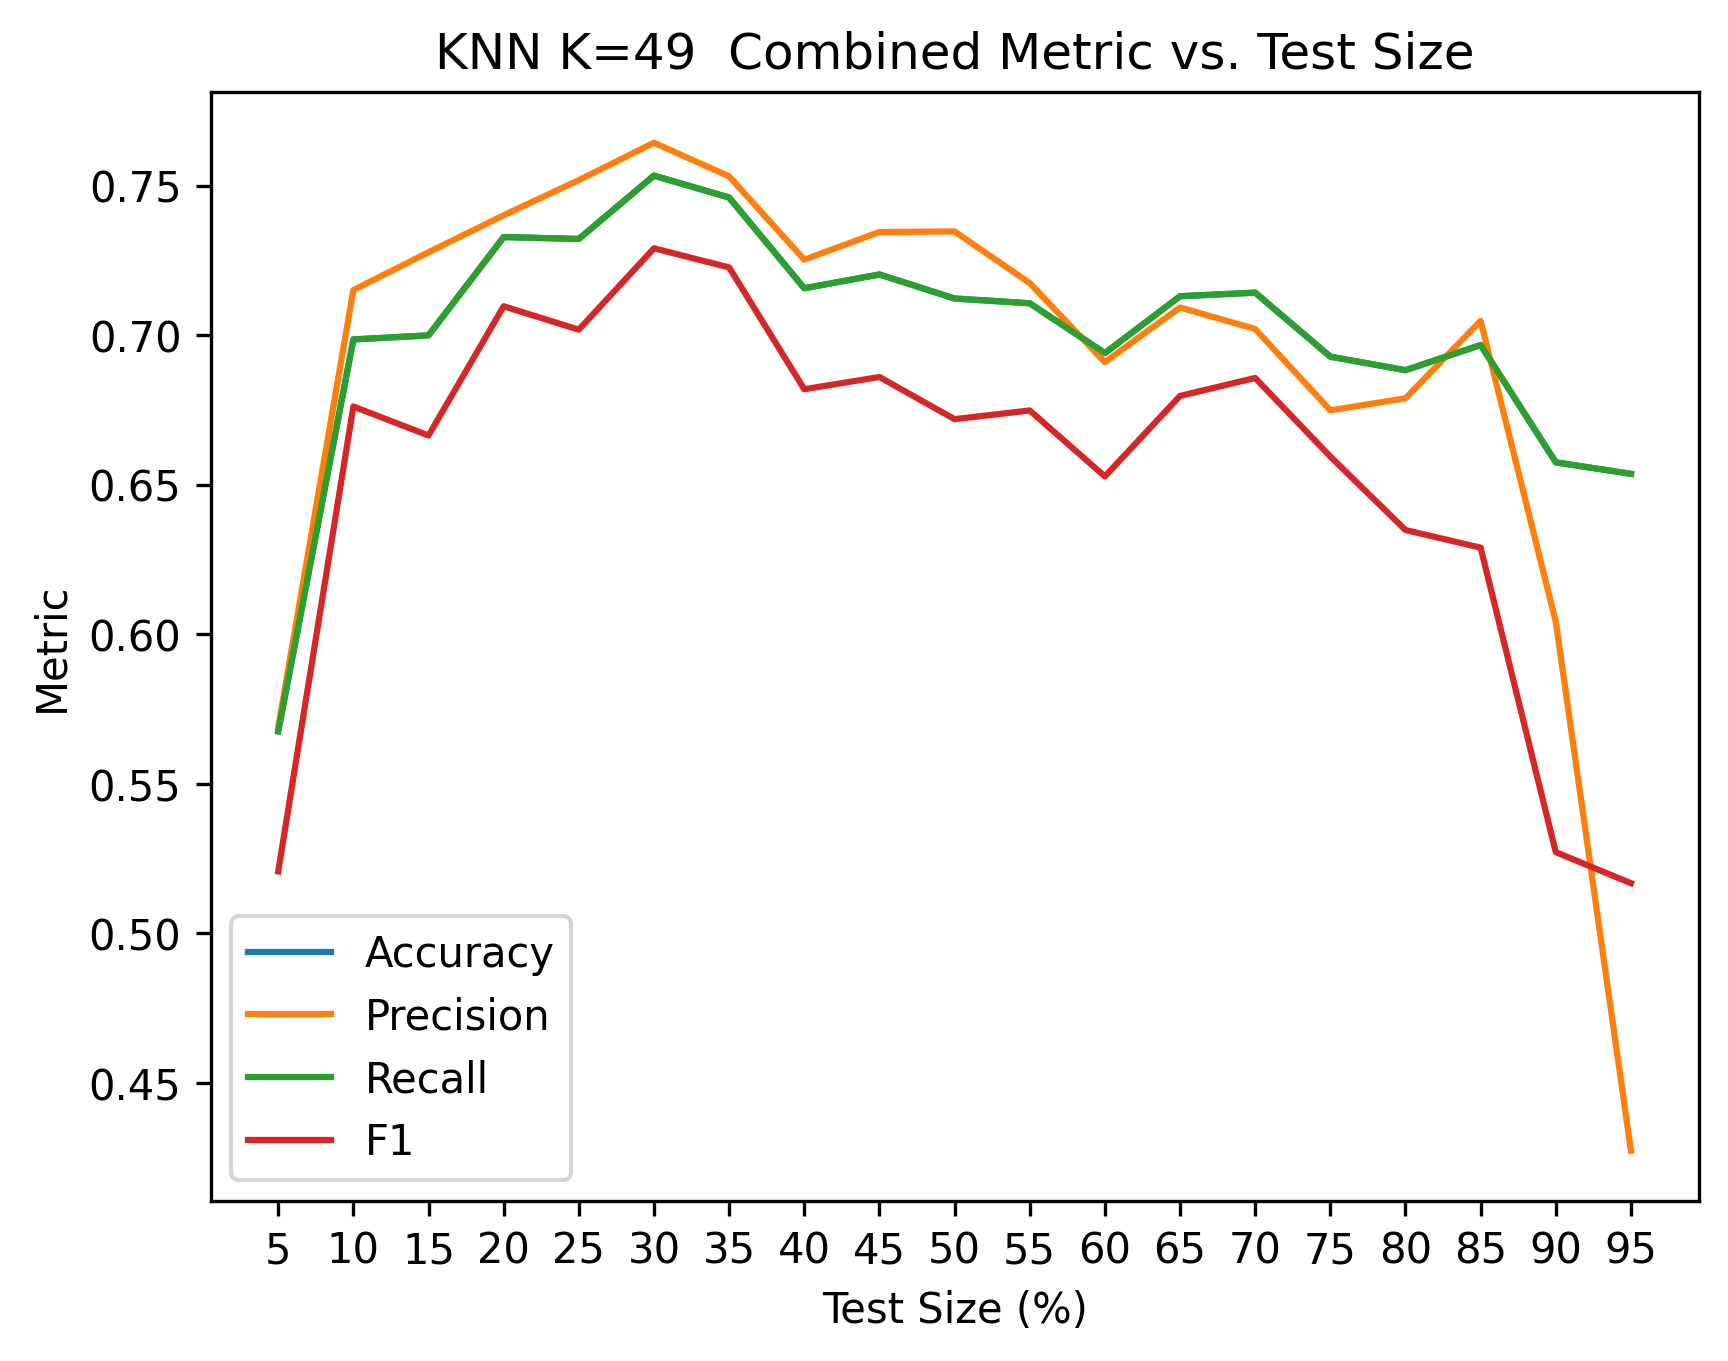 KNN K=49  Combined Metric vs. Test Size
0.75
0.70
0.65
0.60
0.55
0.50
0.45
Metric
Accuracy
Precision
Recall
F1
5 10 15 20 25 30 35 40 45 50 55 60 65 70 75 80 85 90 95
Test Size (%)